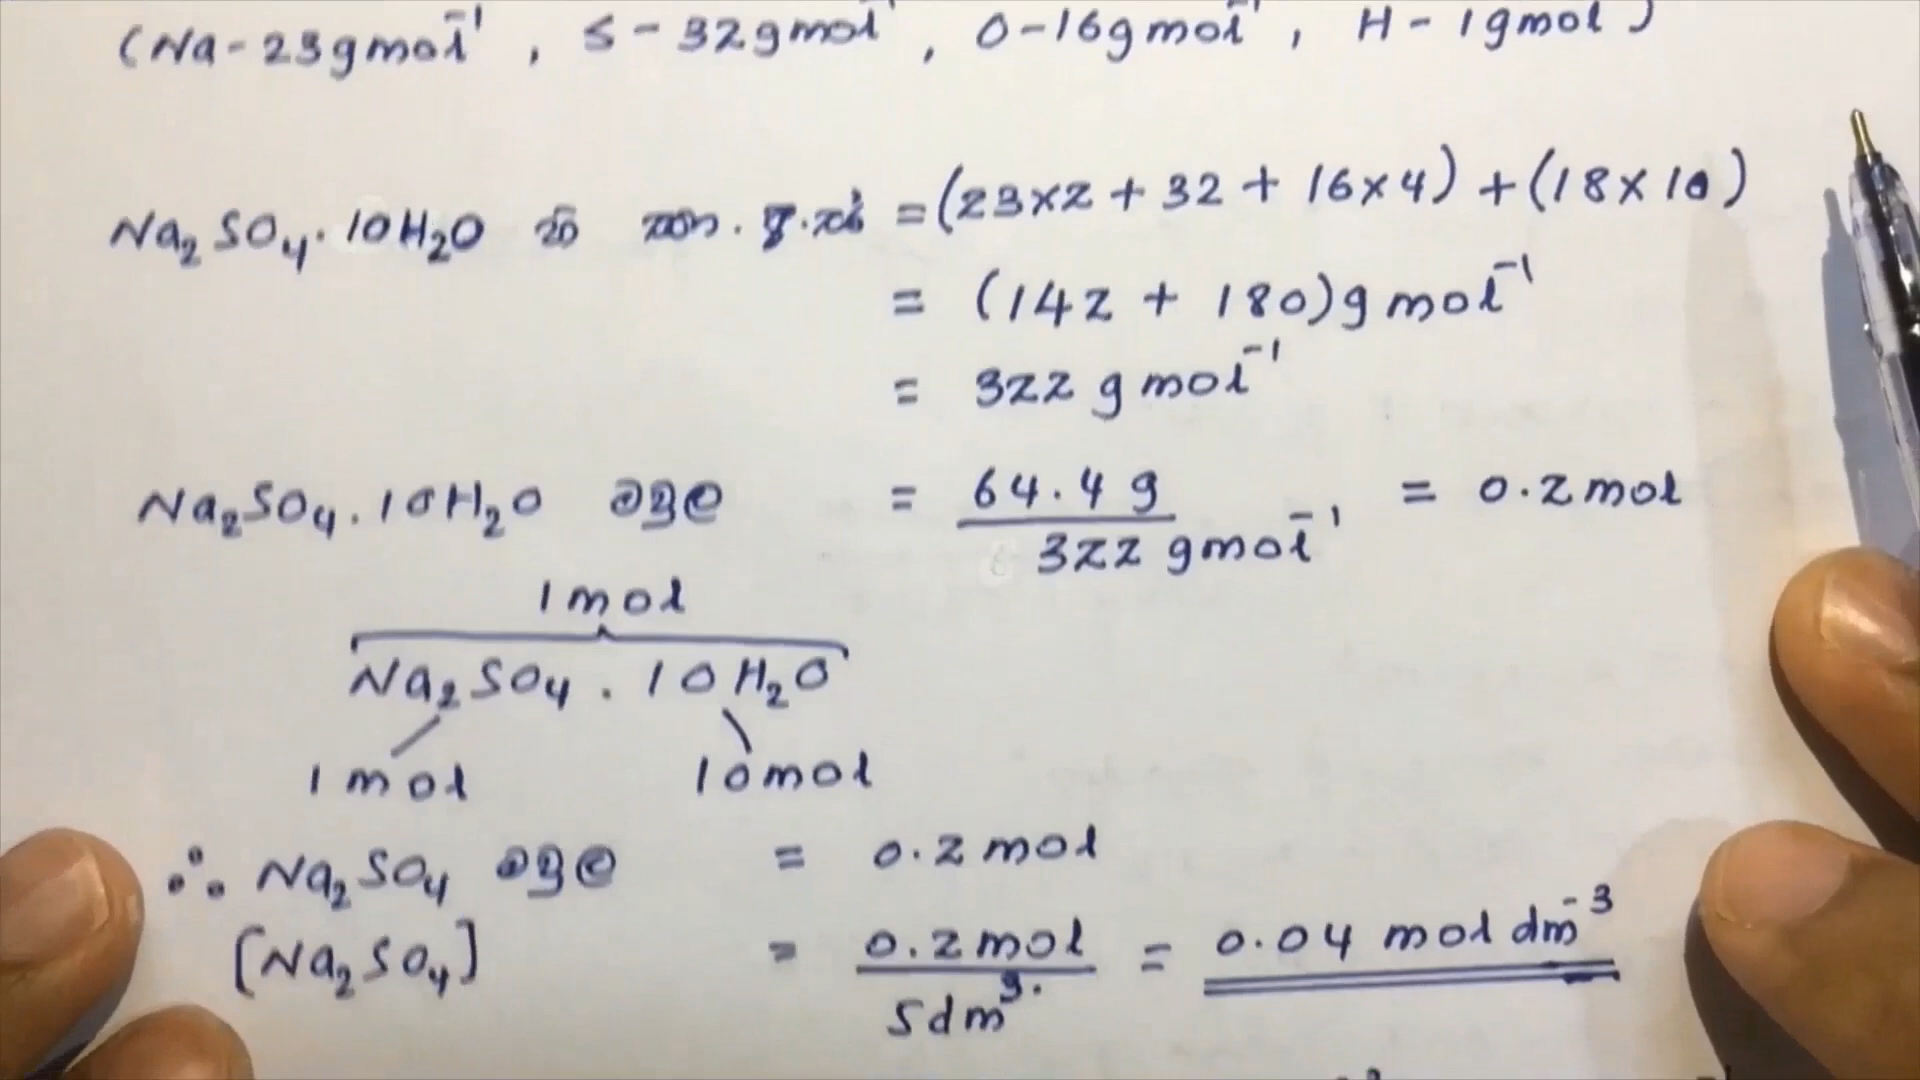 (Na - 23 g mol⁻¹ , S - 32 g mol⁻¹ , O - 16 g mol⁻¹ , H - 1 g mol )
Na₂SO₄·10H₂O = (23×2 + 32 + 16×4) + (18×10)
= (142 + 180) g mol⁻¹
= 322 g mol⁻¹
Na₂SO₄·10H₂O මවුල = 64.4 g / 322 g mol⁻¹ = 0.2 mol
1 mol
Na₂SO₄ . 10H₂O
1 mol 10 mol
∴ Na₂SO₄ මවුල = 0.2 mol
[Na₂SO₄] = 0.2 mol / 5 dm³ = 0.04 mol dm⁻³